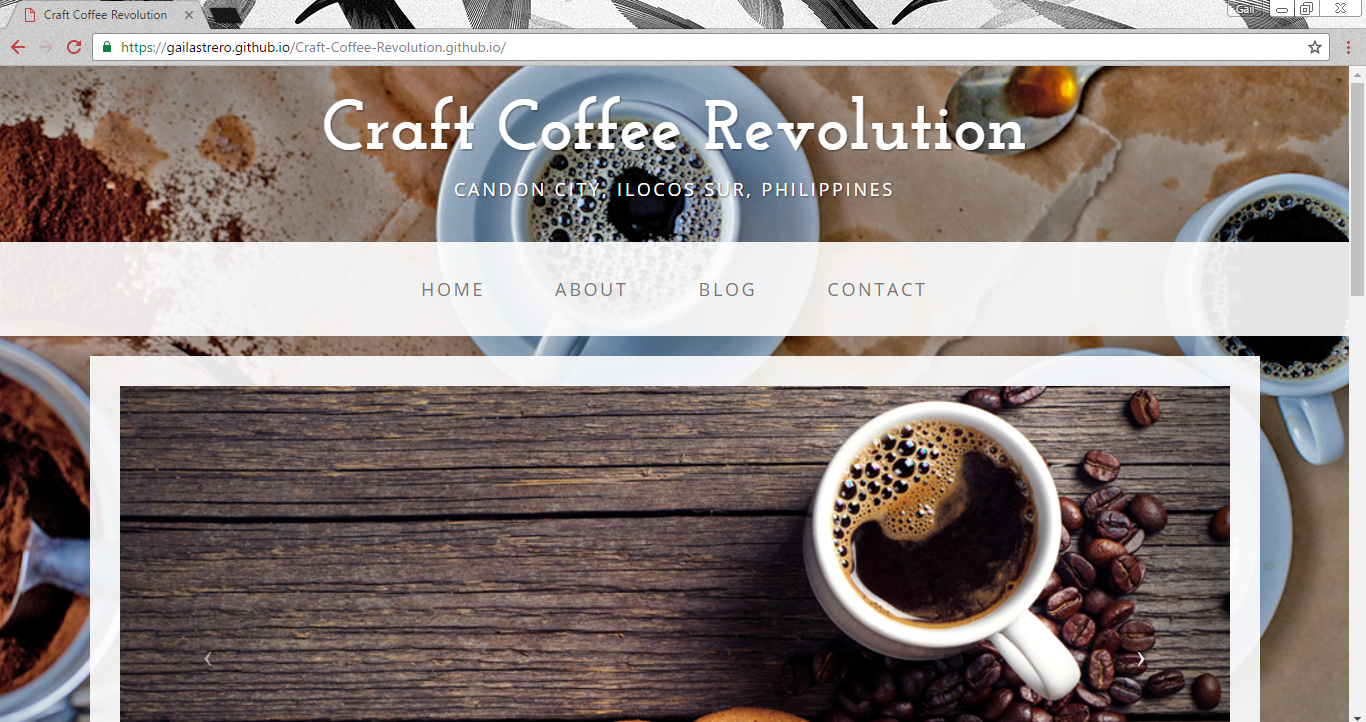 Craft Coffee Revolution
Gail
https://gailastrero.github.io/Craft-Coffee-Revolution.github.io/
Craft Coffee Revolution
CANDON CITY, ILOCOS SUR, PHILIPPINES
HOME ABOUT BLOG CONTACT